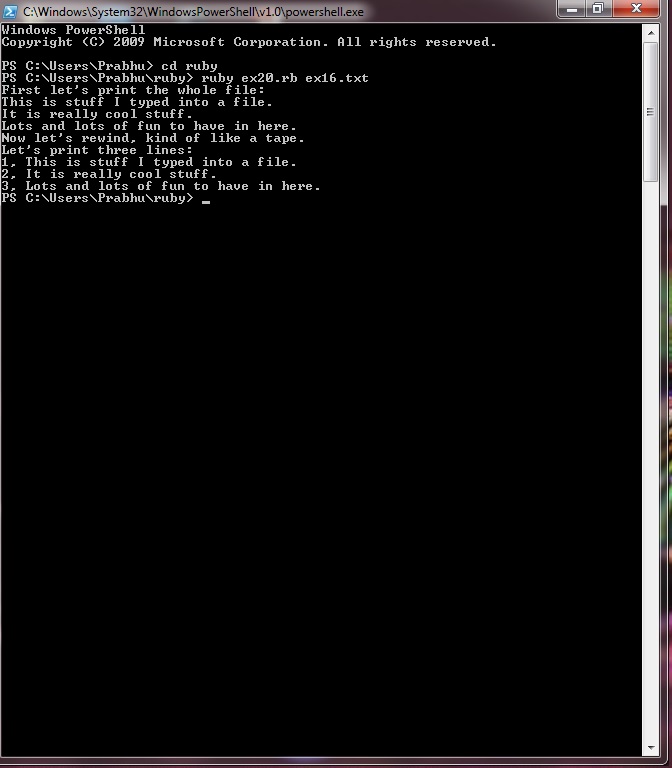 C:\Windows\System32\WindowsPowerShell\v1.0\powershell.exe
Windows PowerShell
Copyright (C) 2009 Microsoft Corporation. All rights reserved.
PS C:\Users\Prabhu> cd ruby
PS C:\Users\Prabhu\ruby> ruby ex20.rb ex16.txt
First let's print the whole file:
This is stuff I typed into a file.
It is really cool stuff.
Lots and lots of fun to have in here.
Now let's rewind, kind of like a tape.
Let's print three lines:
1, This is stuff I typed into a file.
2, It is really cool stuff.
3, Lots and lots of fun to have in here.
PS C:\Users\Prabhu\ruby> _